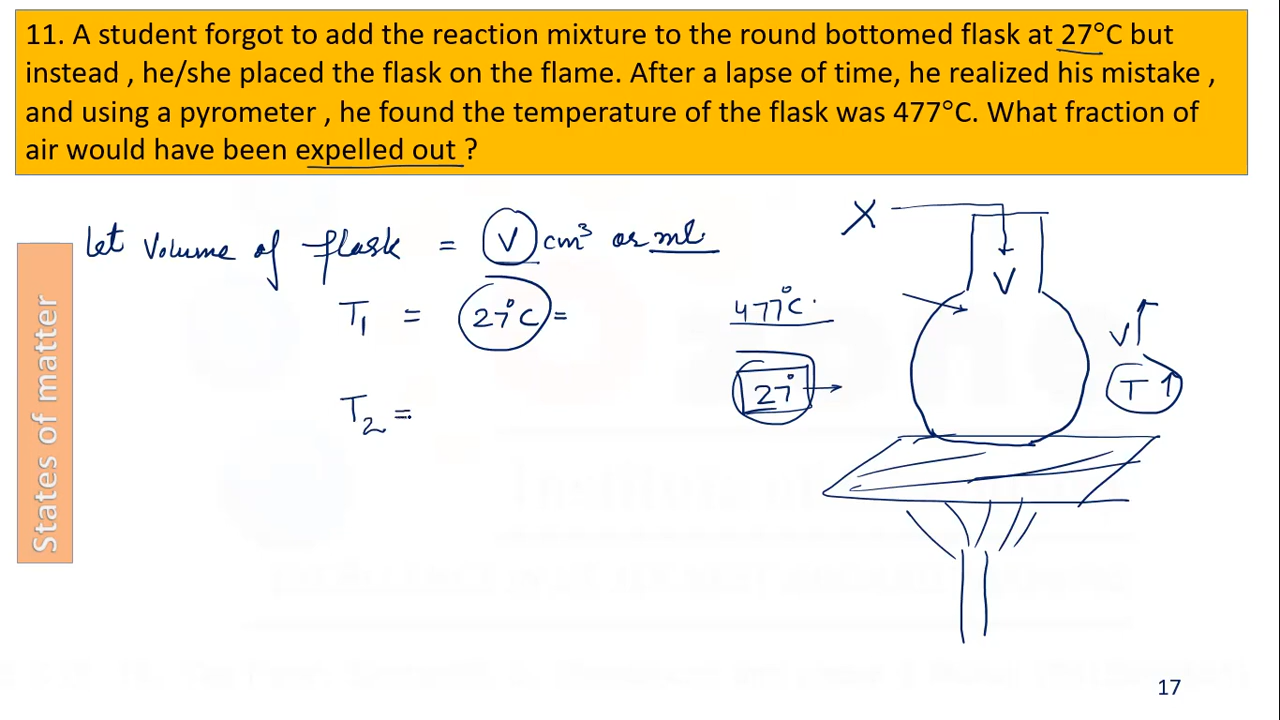 11. A student forgot to add the reaction mixture to the round bottomed flask at 27°C but
instead , he/she placed the flask on the flame. After a lapse of time, he realized his mistake ,
and using a pyrometer , he found the temperature of the flask was 477°C. What fraction of
air would have been expelled out ?
let Volume of flask = V cm³ or ml
T₁ = 27°C =
T₂ =
477°C
27°
X
V
V↑
T↑
States of matter
17